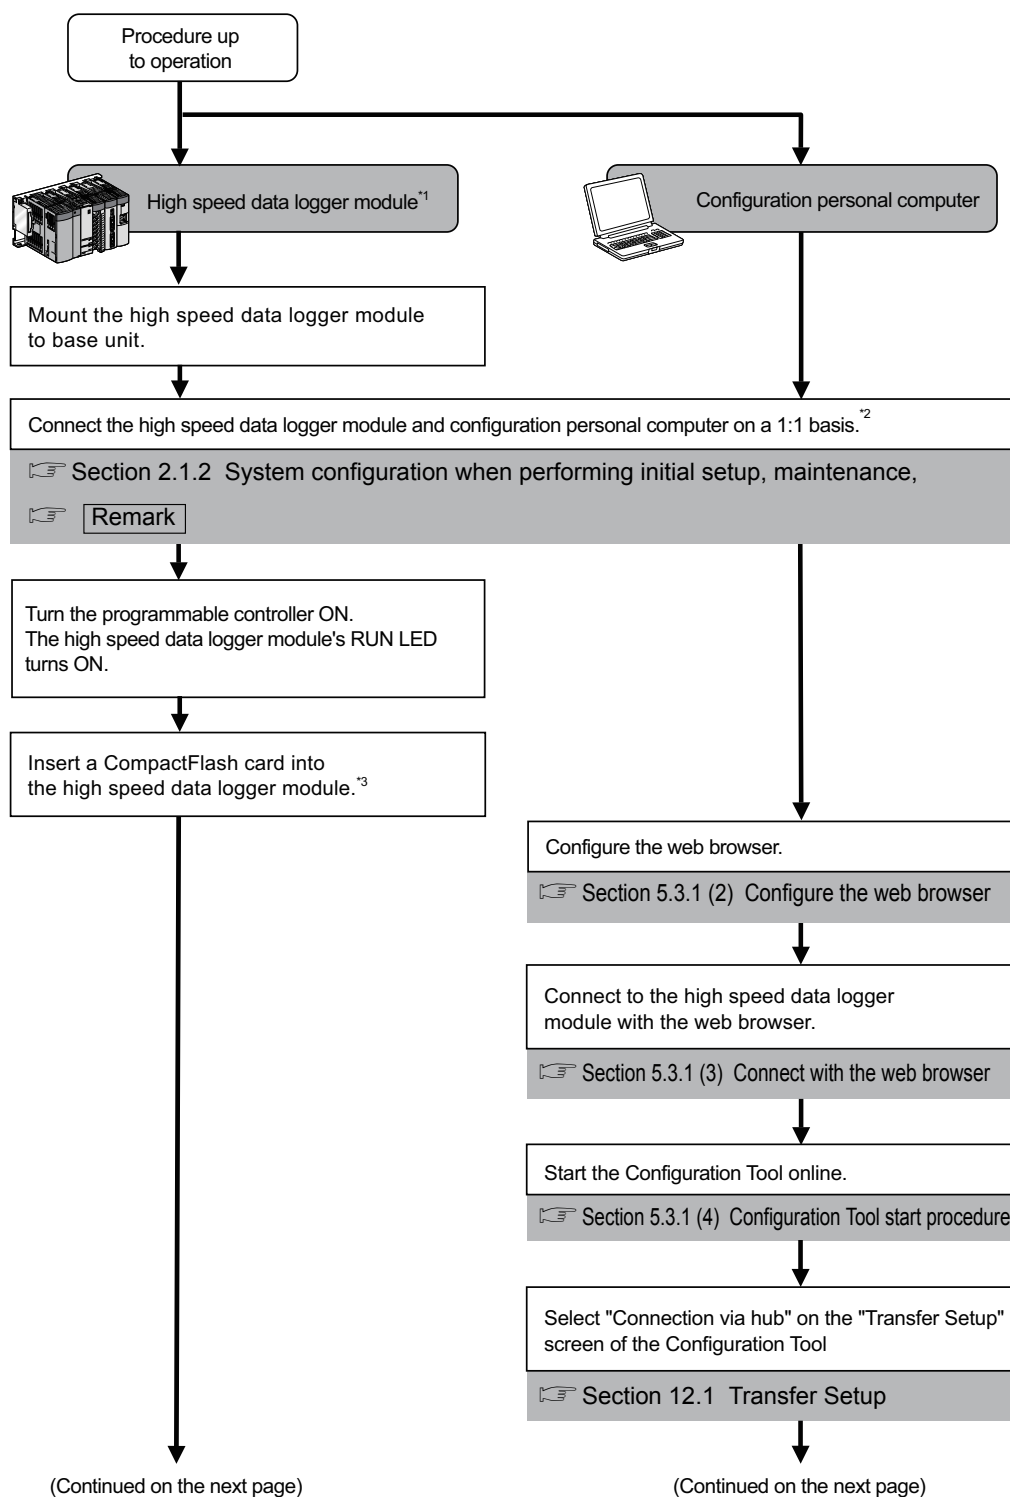 Procedure up
to operation
High speed data logger module*1
Configuration personal computer
Mount the high speed data logger module
to base unit.
Connect the high speed data logger module and configuration personal computer on a 1:1 basis.*2
☞ Section 2.1.2 System configuration when performing initial setup, maintenance,
☞ Remark
Turn the programmable controller ON.
The high speed data logger module's RUN LED
turns ON.
Insert a CompactFlash card into
the high speed data logger module.*3
Configure the web browser.
☞ Section 5.3.1 (2) Configure the web browser
Connect to the high speed data logger
module with the web browser.
☞ Section 5.3.1 (3) Connect with the web browser
Start the Configuration Tool online.
☞ Section 5.3.1 (4) Configuration Tool start procedure
Select "Connection via hub" on the "Transfer Setup"
screen of the Configuration Tool
☞ Section 12.1 Transfer Setup
(Continued on the next page)
(Continued on the next page)